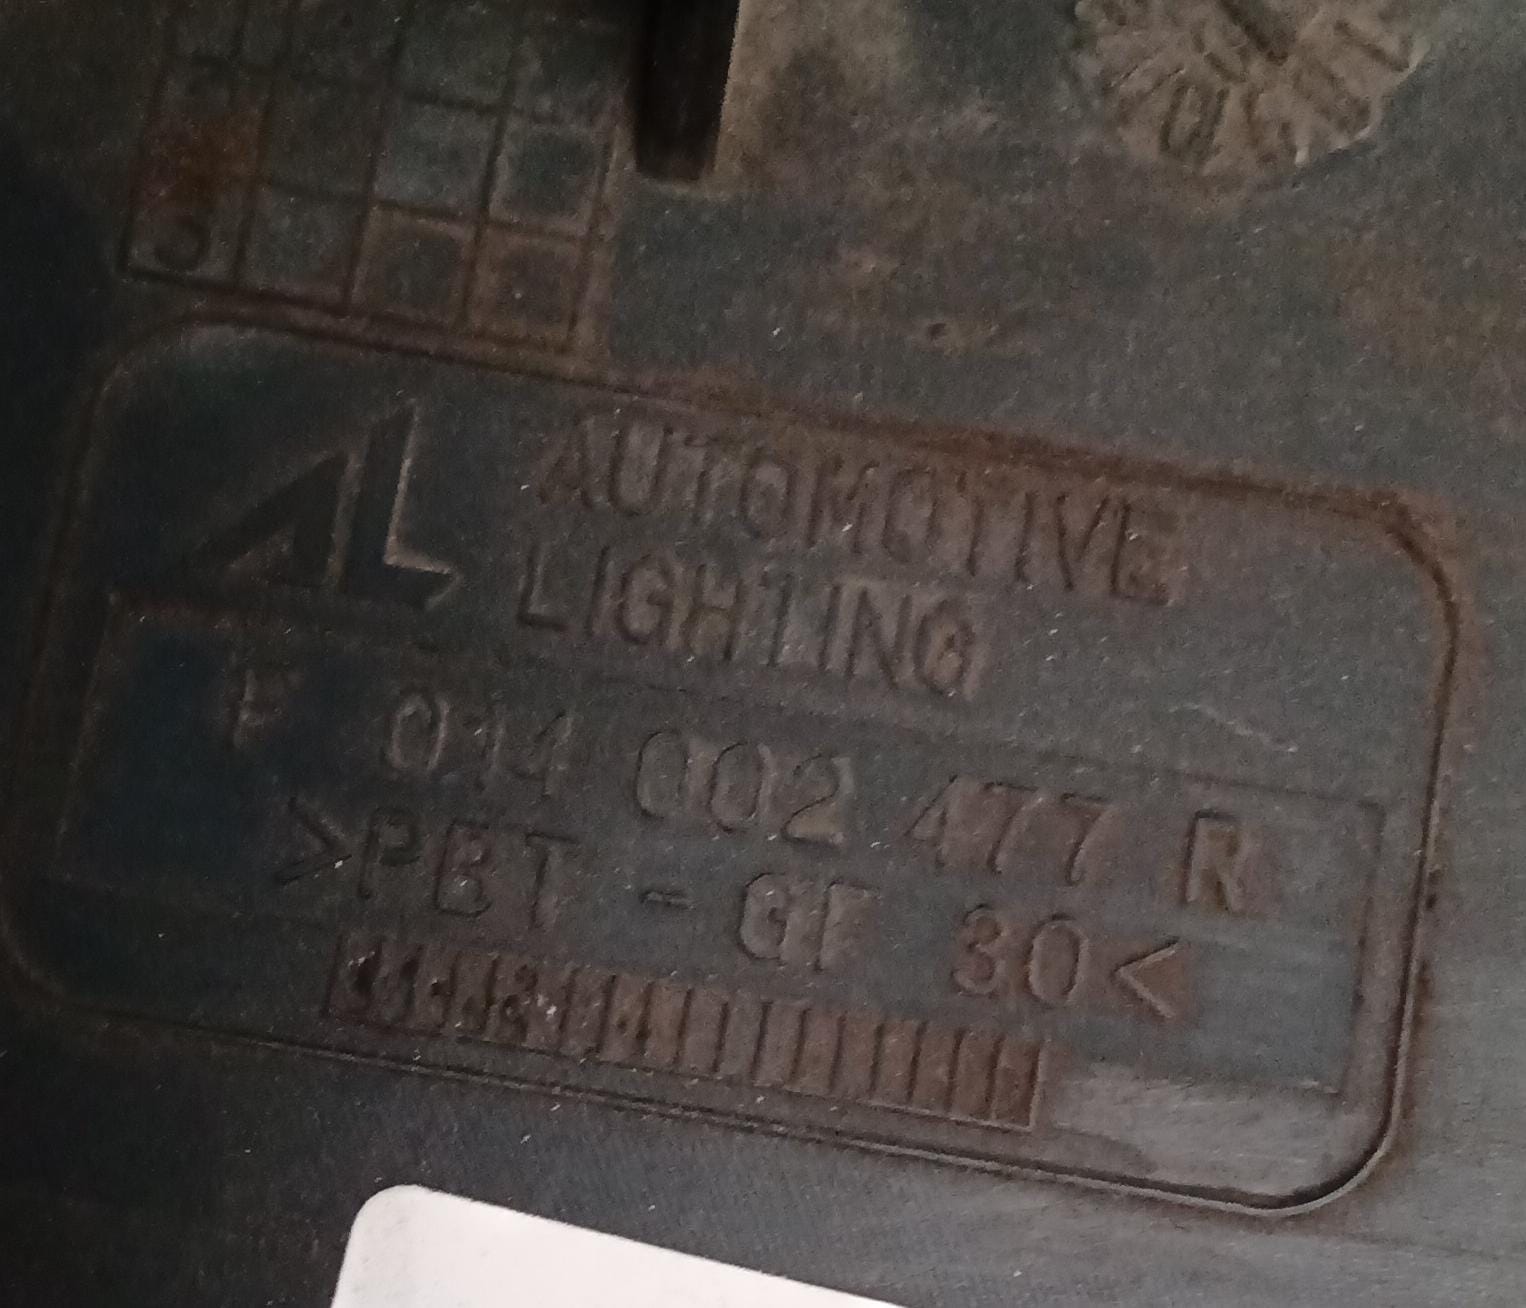 AL AUTOMOTIVE
LIGHTING
F 014 002 477 R
>PBT - GF 30<